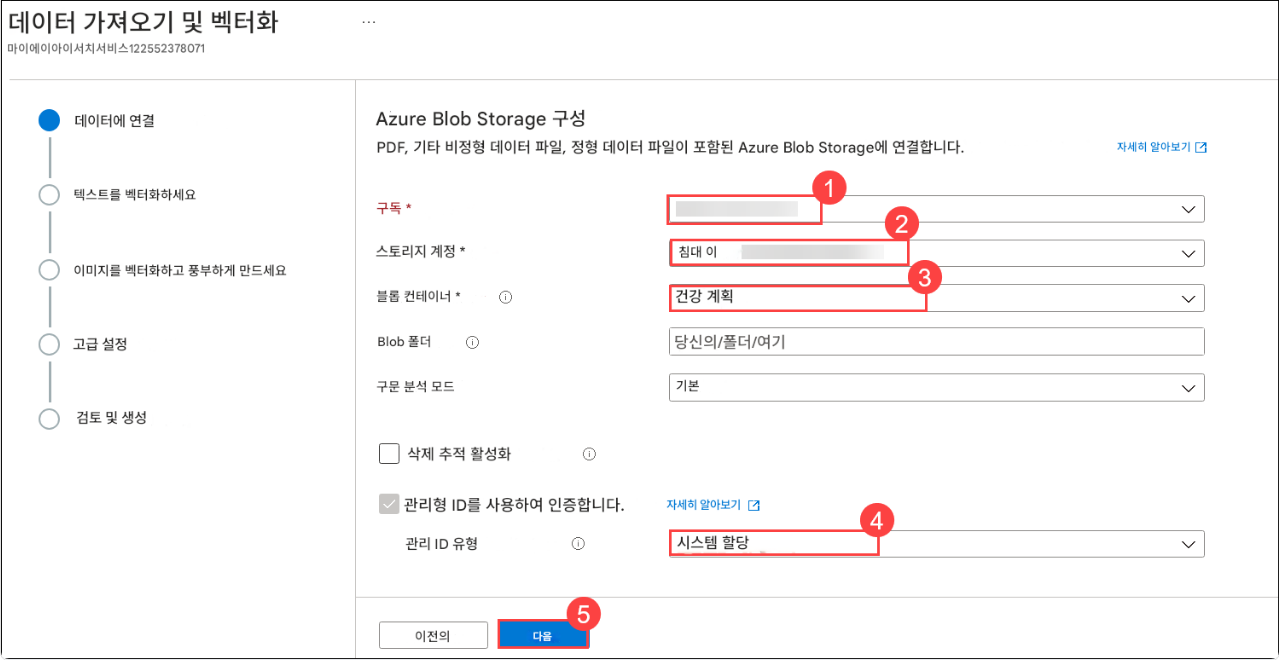 데이터 가져오기 및 벡터화 ...
마이에이아이서치서비스122552378071
데이터에 연결
텍스트를 벡터화하세요
이미지를 벡터화하고 풍부하게 만드세요
고급 설정
검토 및 생성
Azure Blob Storage 구성
PDF, 기타 비정형 데이터 파일, 정형 데이터 파일이 포함된 Azure Blob Storage에 연결합니다. 자세히 알아보기
구독 * 1
스토리지 계정 * 침대 이 2
블롭 컨테이너 * 건강 계획 3
Blob 폴더 당신의/폴더/여기
구문 분석 모드 기본
삭제 추적 활성화
관리형 ID를 사용하여 인증합니다. 자세히 알아보기
관리 ID 유형 시스템 할당 4
이전의 다음 5